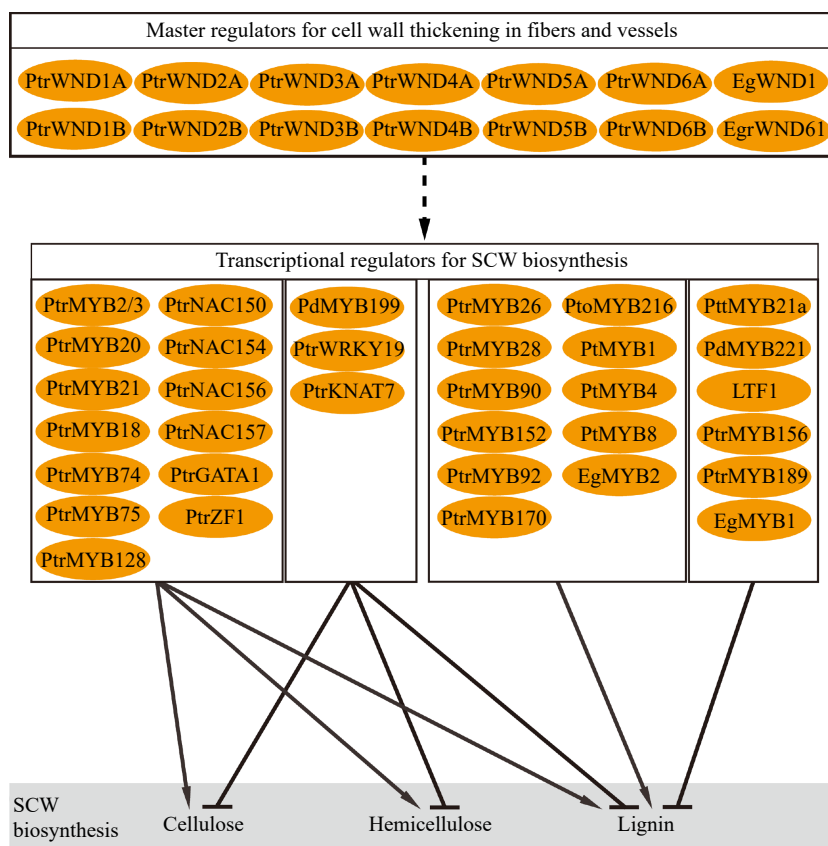 Master regulators for cell wall thickening in fibers and vessels
PtrWND1A PtrWND2A PtrWND3A PtrWND4A PtrWND5A PtrWND6A EgWND1
PtrWND1B PtrWND2B PtrWND3B PtrWND4B PtrWND5B PtrWND6B EgrWND61
Transcriptional regulators for SCW biosynthesis
PtrMYB2/3 PtrNAC150 PdMYB199 PtrMYB26 PtoMYB216 PttMYB21a
PtrMYB20 PtrNAC154 PtrWRKY19 PtrMYB28 PtMYB1 PdMYB221
PtrMYB21 PtrNAC156 PtrKNAT7 PtrMYB90 PtMYB4 LTF1
PtrMYB18 PtrNAC157 PtrMYB152 PtMYB8 PtrMYB156
PtrMYB74 PtrGATA1 PtrMYB92 EgMYB2 PtrMYB189
PtrMYB75 PtrZF1 PtrMYB170 EgMYB1
PtrMYB128
SCW
biosynthesis Cellulose Hemicellulose Lignin